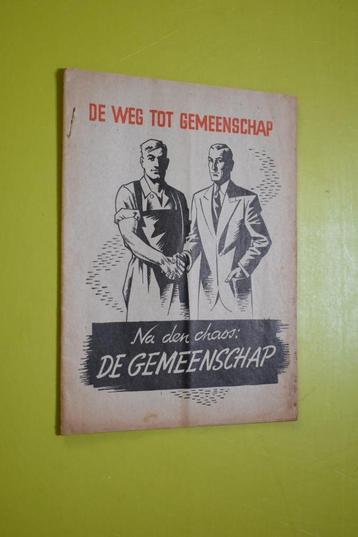 DE WEG TOT GEMEENSCHAP
Na den chaos:
DE GEMEENSCHAP